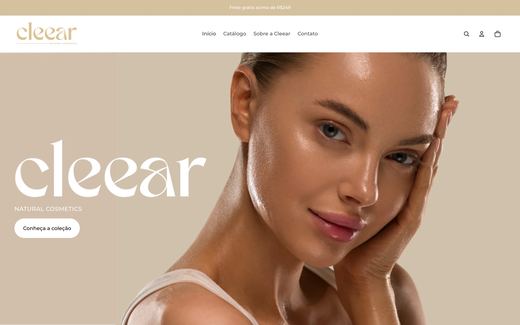 Frete grátis acima de R$249
cleear
Início Catálogo Sobre a Cleear Contato
cleear
NATURAL COSMETICS
Conheça a coleção